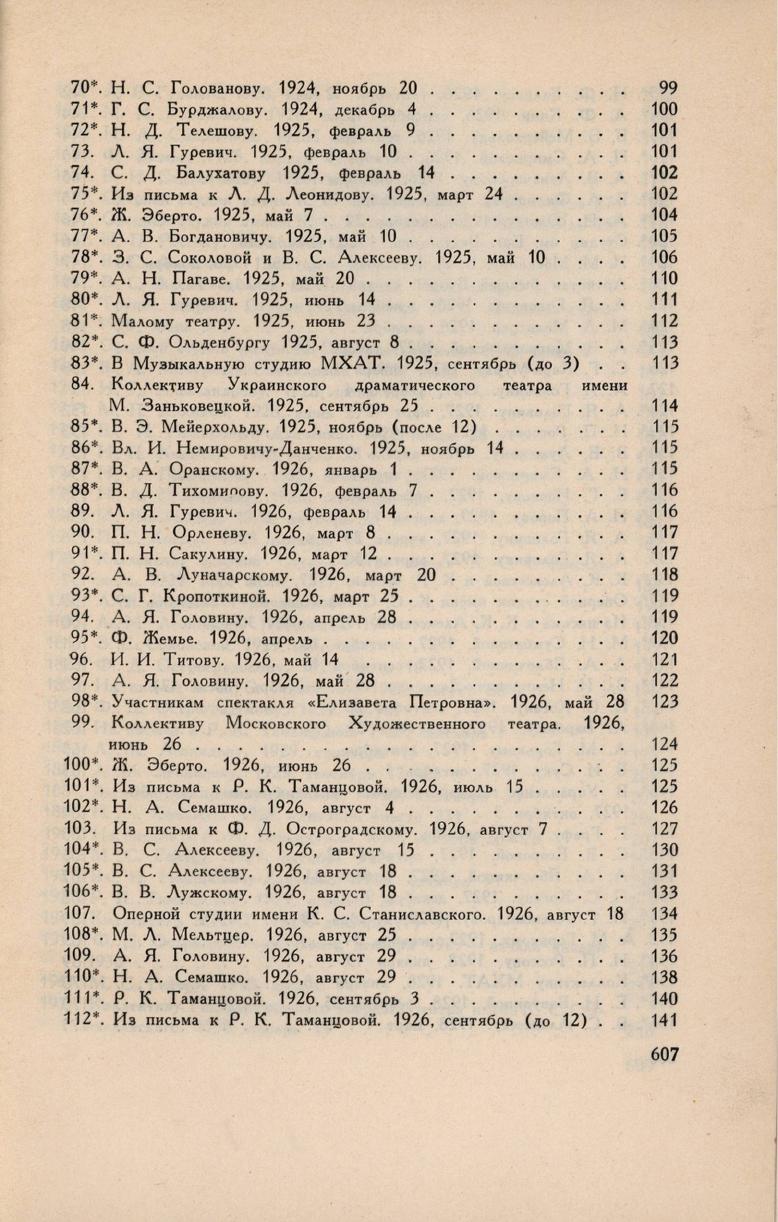 70*. Н. С. Голованову. 1924, ноябрь 20 . . . . . . . . . . 99
71*. Г. С. Бурджалову. 1924, декабрь 4 . . . . . . . . . . 100
72*. Н. Д. Телешову. 1925, февраль 9 . . . . . . . . . . 101
73. Л. Я. Гуревич. 1925, февраль 10 . . . . . . . . . . . 101
74. С. Д. Балухатову 1925, февраль 14 . . . . . . . . . 102
75*. Из письма к Л. Д. Леонидову. 1925, март 24 . . . . . . 102
76*. Ж. Эберто. 1925, май 7 . . . . . . . . . . . . . . . 104
77*. А. В. Богдановичу. 1925, май 10 . . . . . . . . . . . 105
78*. З. С. Соколовой и В. С. Алексееву. 1925, май 10 . . . . 106
79*. А. Н. Пагаве. 1925, май 20 . . . . . . . . . . . . . 110
80*. Л. Я. Гуревич. 1925, июнь 14 . . . . . . . . . . . . 111
81*. Малому театру. 1925, июнь 23 . . . . . . . . . . . . 112
82*. С. Ф. Ольденбургу 1925, август 8 . . . . . . . . . . . 113
83*. В Музыкальную студию МХАТ. 1925, сентябрь (до 3) . . 113
84. Коллективу Украинского драматического театра имени
М. Заньковецкой. 1925, сентябрь 25 . . . . . . . . . . 114
85*. В. Э. Мейерхольду. 1925, ноябрь (после 12) . . . . . . . 115
86*. Вл. И. Немировичу-Данченко. 1925, ноябрь 14 . . . . . . 115
87*. В. А. Оранскому. 1926, январь 1 . . . . . . . . . . . 115
88*. В. Д. Тихомирову. 1926, февраль 7 . . . . . . . . . . 116
89. Л. Я. Гуревич. 1926, февраль 14 . . . . . . . . . . . 116
90. П. Н. Орленеву. 1926, март 8 . . . . . . . . . . . . 117
91*. П. Н. Сакулину. 1926, март 12 . . . . . . . . . . . . 117
92. А. В. Луначарскому. 1926, март 20 . . . . . . . . . 118
93*. С. Г. Кропоткиной. 1926, март 25 . . . . . . . . . . . 119
94. А. Я. Головину. 1926, апрель 28 . . . . . . . . . . . 119
95*. Ф. Жемье. 1926, апрель . . . . . . . . . . . . . . . 120
96. И. И. Титову. 1926, май 14 . . . . . . . . . . . . . 121
97. А. Я. Головину. 1926, май 28 . . . . . . . . . . . . 122
98*. Участникам спектакля «Елизавета Петровна». 1926, май 28 123
99. Коллективу Московского Художественного театра. 1926,
июнь 26 . . . . . . . . . . . . . . . . . . . . . 124
100*. Ж. Эберто. 1926, июнь 26 . . . . . . . . . . . . . . 125
101*. Из письма к Р. К. Таманцовой. 1926, июль 15 . . . . . 125
102*. Н. А. Семашко. 1926, август 4 . . . . . . . . . . . 126
103. Из письма к Ф. Д. Остроградскому. 1926, август 7 . . . . 127
104*. В. С. Алексееву. 1926, август 15 . . . . . . . . . . 130
105*. В. С. Алексееву. 1926, август 18 . . . . . . . . . . . 131
106*. В. В. Лужскому. 1926, август 18 . . . . . . . . . . . 133
107. Оперной студии имени К. С. Станиславского. 1926, август 18 134
108*. М. Л. Мельтцер. 1926, август 25 . . . . . . . . . . . 135
109. А. Я. Головину. 1926, август 29 . . . . . . . . . . . 136
110*. Н. А. Семашко. 1926, август 29 . . . . . . . . . . . 138
111*. Р. К. Таманцовой. 1926, сентябрь 3 . . . . . . . . . . 140
112*. Из письма к Р. К. Таманцовой. 1926, сентябрь (до 12) . . 141
607